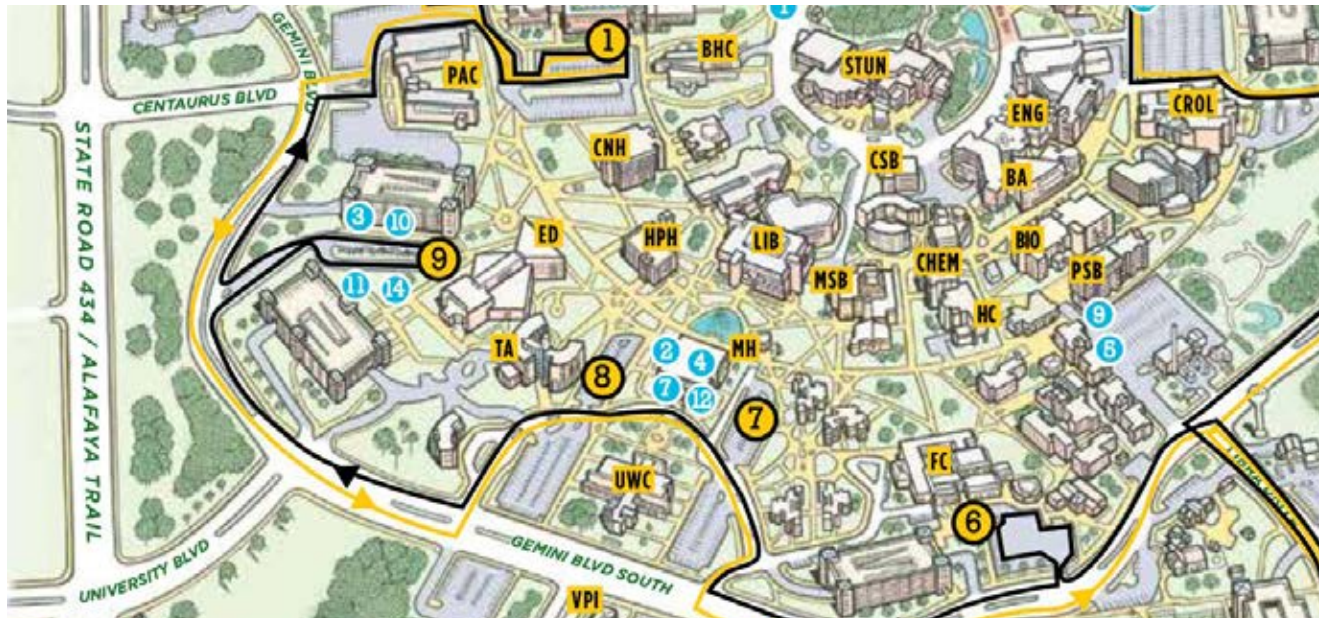 GEMINI BLVD
1
1
BHC
STUN
PAC
CENTAURUS BLVD
ENG
CROL
CNH
CSB
BA
STATE ROAD 434 / ALAFAYA TRAIL
3
10
ED
HPH
LIB
BIO
9
CHEM
PSB
MSB
11
14
HC
9
TA
2
4
MH
6
8
7
12
7
FC
UWC
6
GEMINI BLVD SOUTH
UNIVERSITY BLVD
VPI